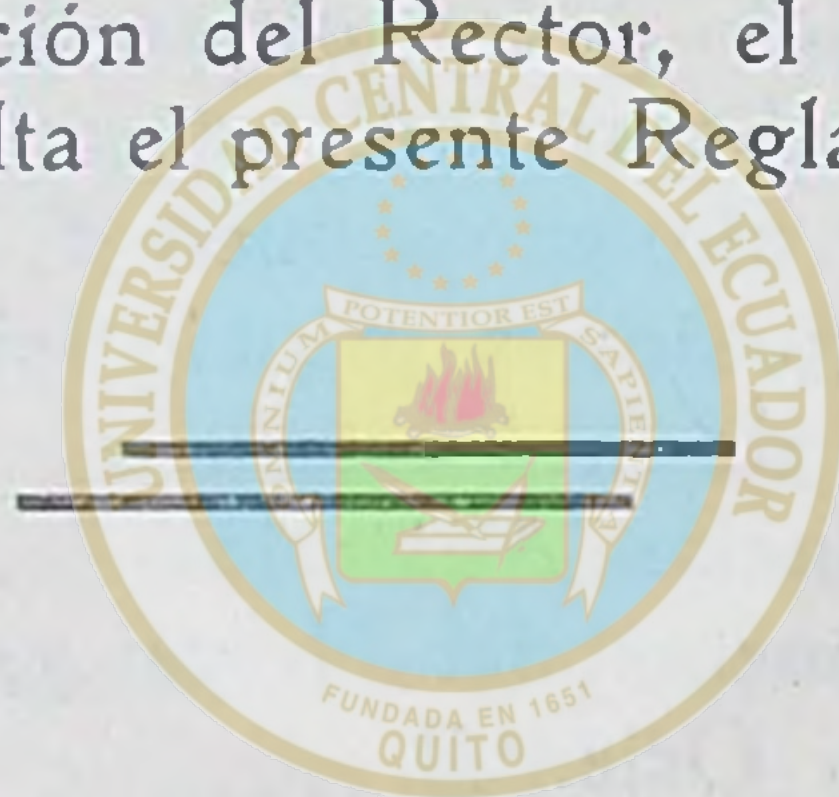 ción del Rector, el
lta el presente Regla
UNIVERSIDAD CENTRAL DEL ECUADOR
OMNIUM POTENTIOR EST SAPIENTIA
FUNDADA EN 1651
QUITO